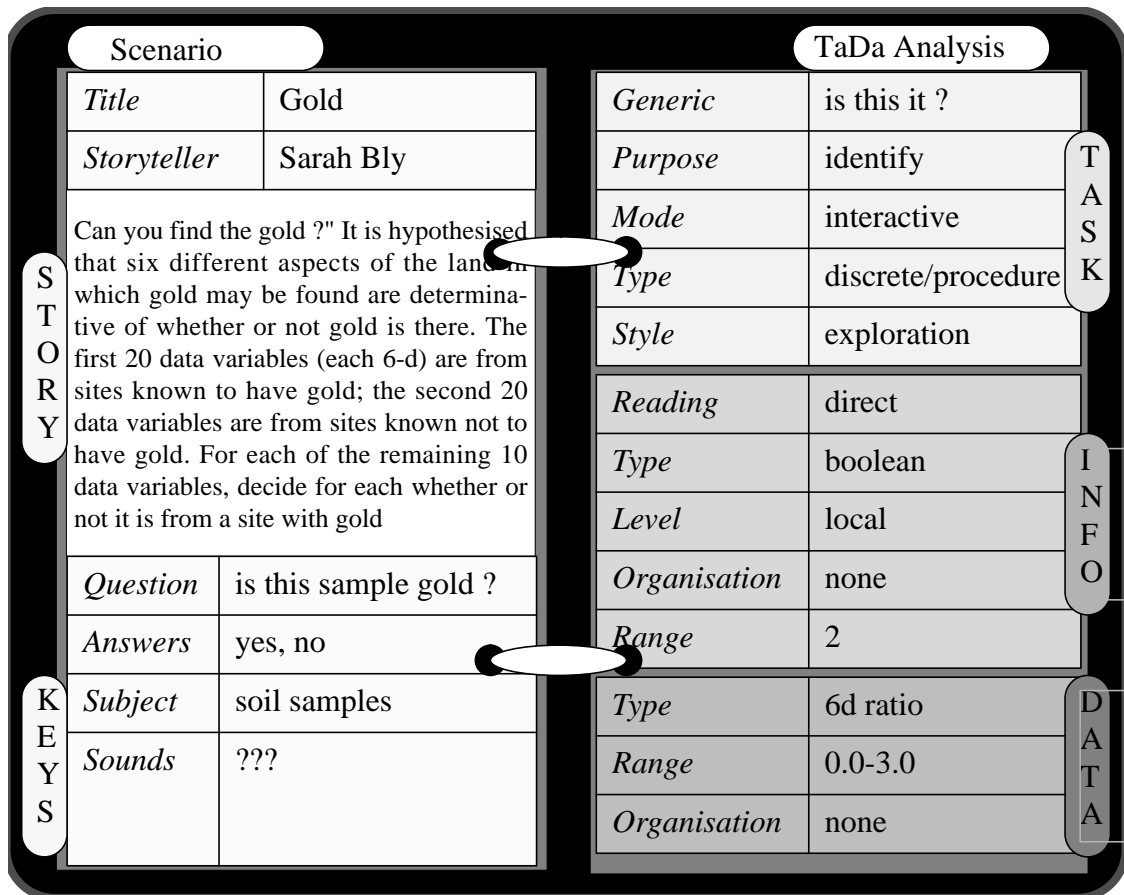 Scenario
Title Gold
Storyteller Sarah Bly
Can you find the gold ?" It is hypothesised
that six different aspects of the land in
which gold may be found are determina-
tive of whether or not gold is there. The
first 20 data variables (each 6-d) are from
sites known to have gold; the second 20
data variables are from sites known not to
have gold. For each of the remaining 10
data variables, decide for each whether or
not it is from a site with gold
STORY
Question is this sample gold ?
Answers yes, no
Subject soil samples
Sounds ???
KEYS
TaDa Analysis
Generic is this it ?
Purpose identify
Mode interactive
Type discrete/procedure
Style exploration
TASK
Reading direct
Type boolean
Level local
Organisation none
Range 2
INFO
Type 6d ratio
Range 0.0-3.0
Organisation none
DATA